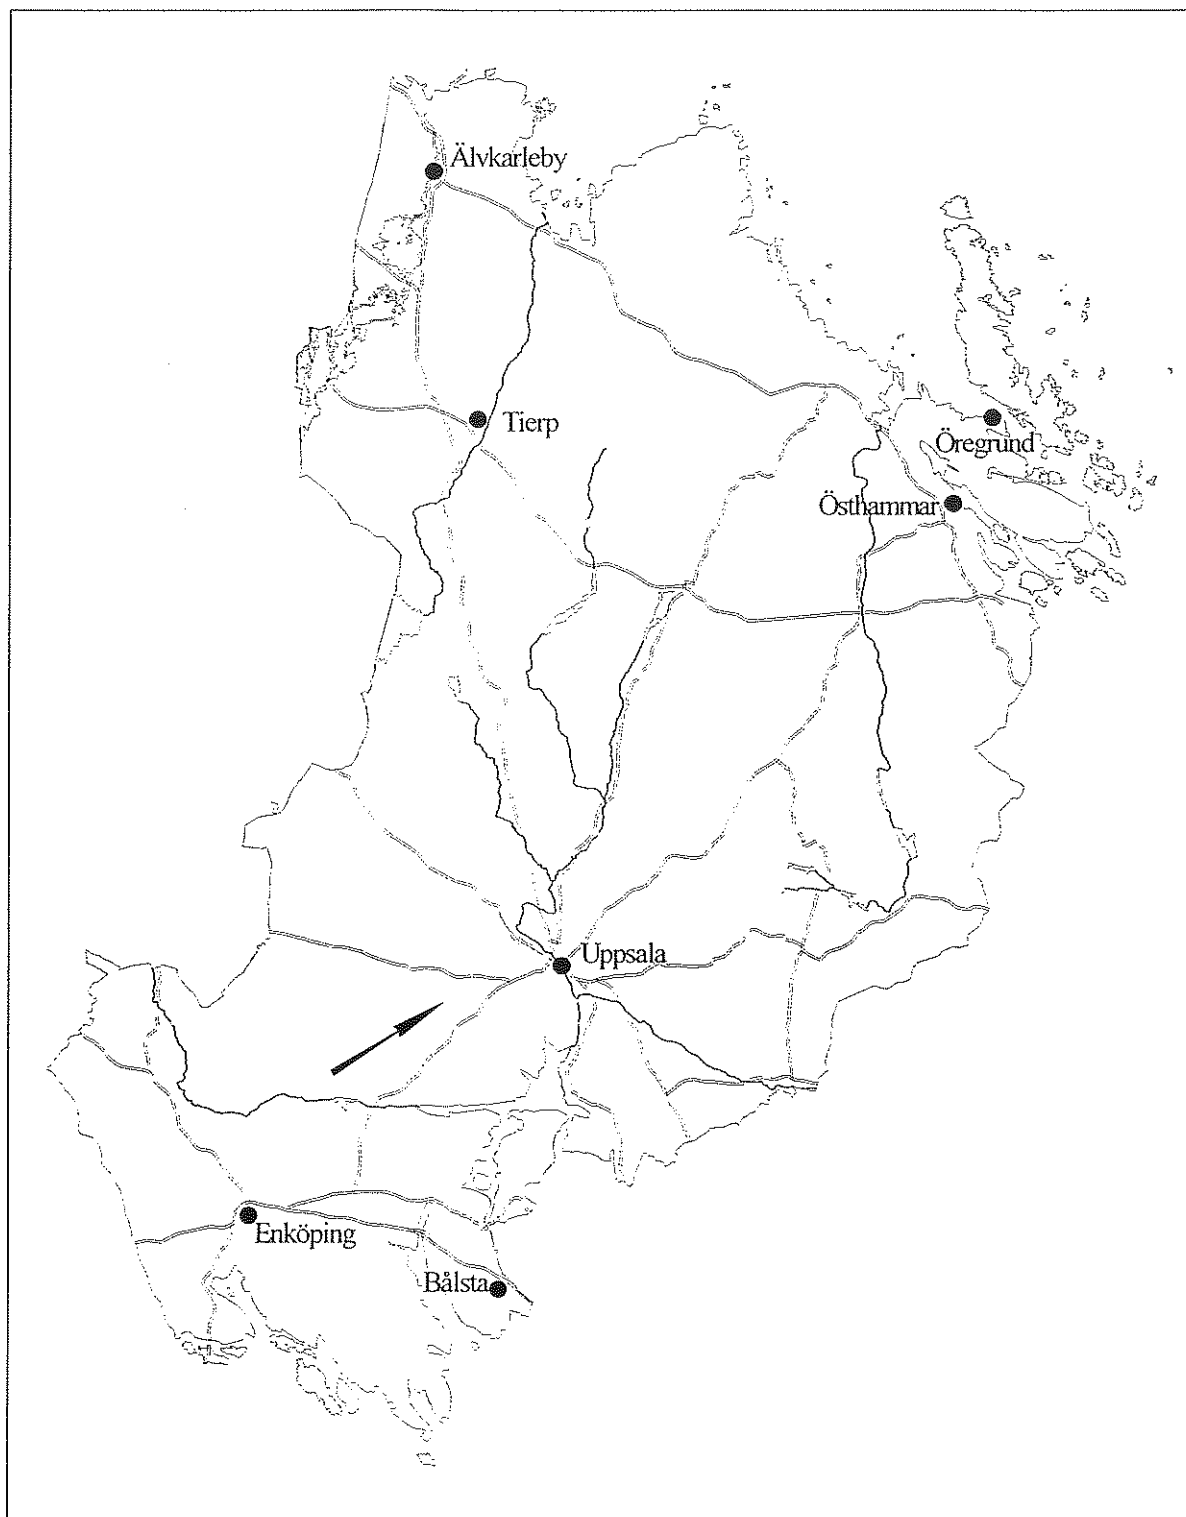 Älvkarleby
Tierp
Öregrund
Östhammar
Uppsala
Enköping
Bålsta